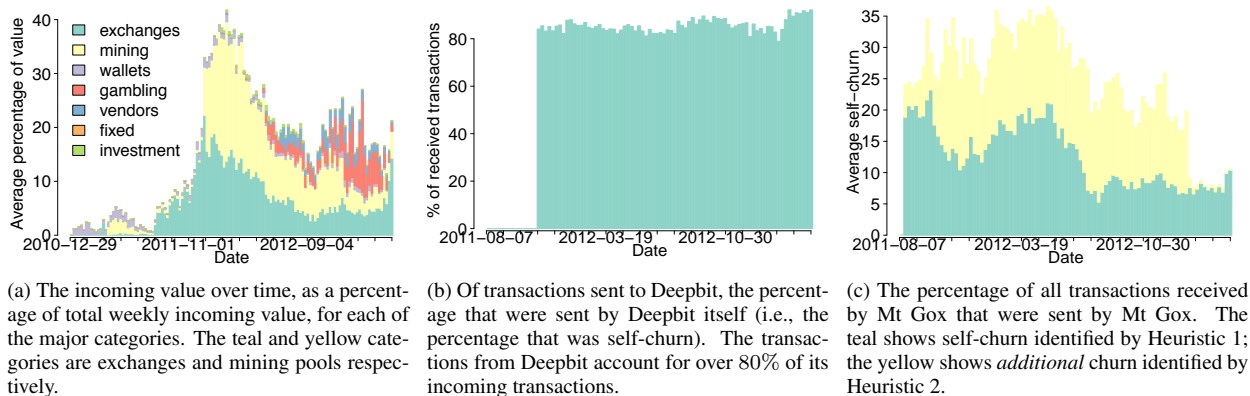 40
30
20
10
0
Average percentage of value
exchanges
mining
wallets
gambling
vendors
fixed
investment
2010−12−29
2011−11−01
2012−09−04
Date
80
60
40
20
0
% of received transactions
2011−08−07
2012−03−19
2012−10−30
Date
35
30
25
20
15
10
5
0
Average self−churn
2011−08−07
2012−03−19
2012−10−30
Date
(a) The incoming value over time, as a percent-
age of total weekly incoming value, for each of
the major categories. The teal and yellow cate-
gories are exchanges and mining pools respec-
tively.
(b) Of transactions sent to Deepbit, the percent-
age that were sent by Deepbit itself (i.e., the
percentage that was self-churn). The transac-
tions from Deepbit account for over 80% of its
incoming transactions.
(c) The percentage of all transactions received
by Mt Gox that were sent by Mt Gox. The
teal shows self-churn identified by Heuristic 1;
the yellow shows additional churn identified by
Heuristic 2.